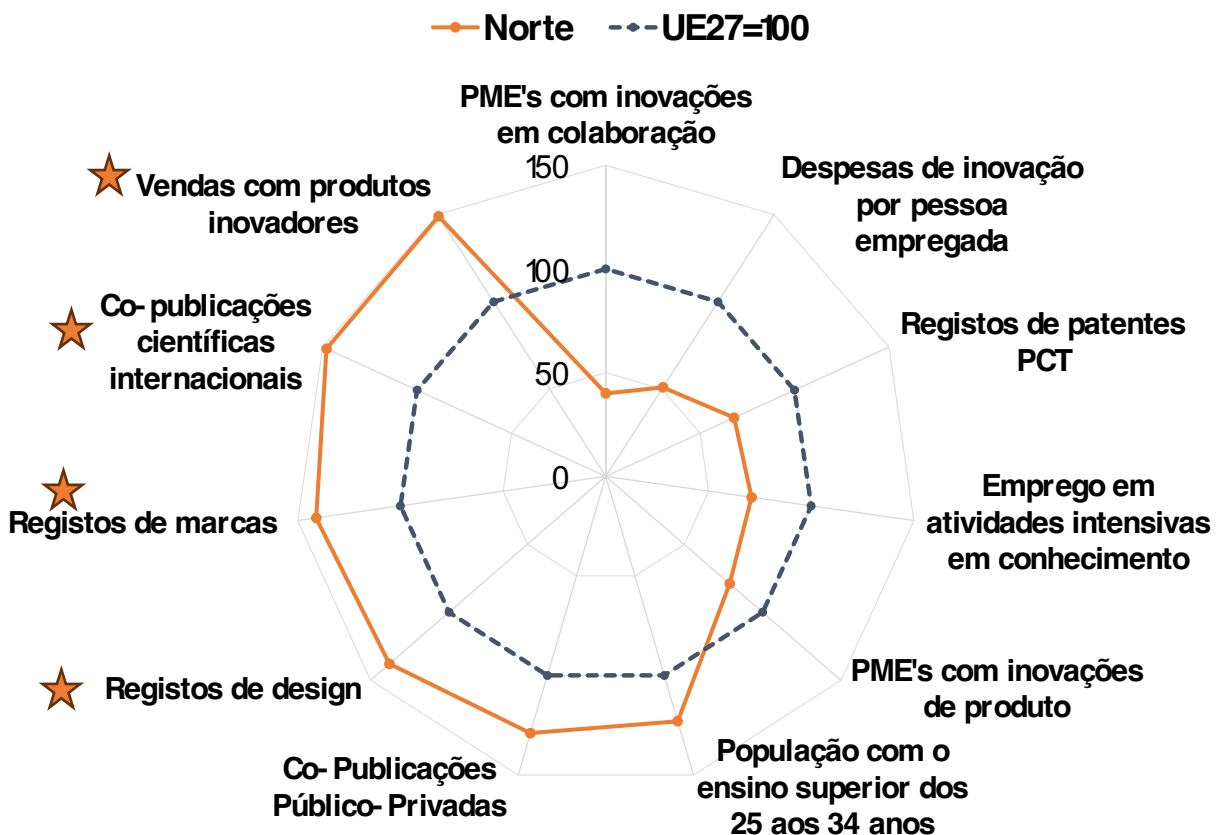 Norte
UE27=100
PME's com inovações
em colaboração
Despesas de inovação
por pessoa
empregada
Registos de patentes
PCT
Emprego em
atividades intensivas
em conhecimento
PME's com inovações
de produto
População com o
ensino superior dos
25 aos 34 anos
Co-Publicações
Público-Privadas
Registos de design
Registos de marcas
Co-publicações
científicas
internacionais
Vendas com produtos
inovadores
150
100
50
0